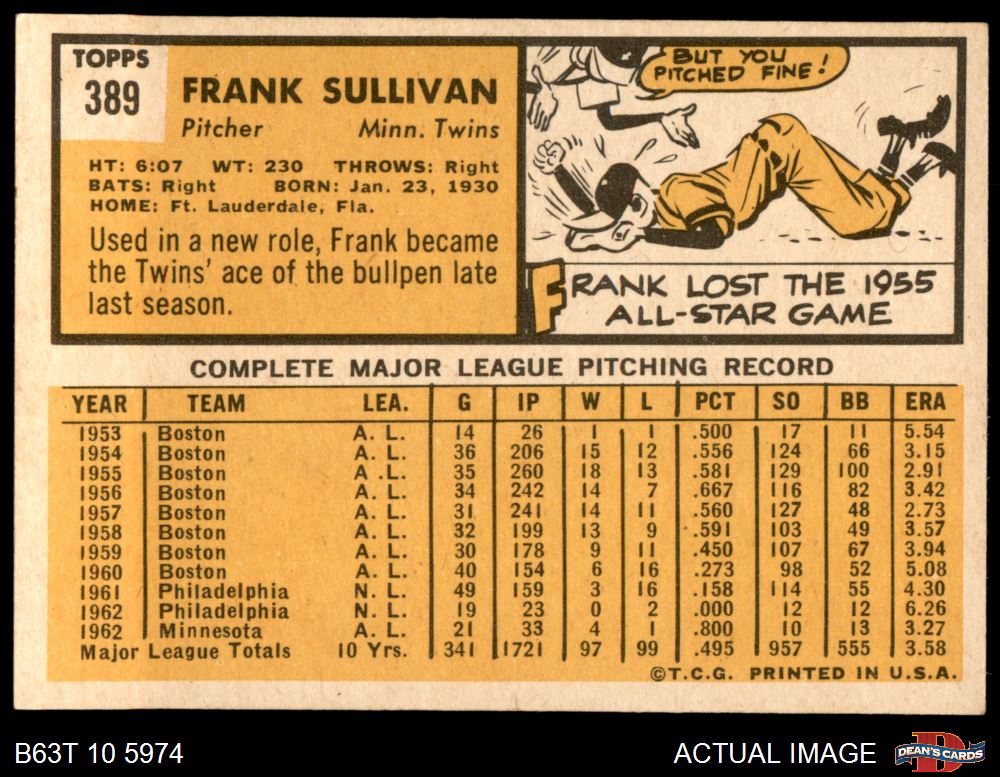 TOPPS
389
FRANK SULLIVAN
Pitcher Minn. Twins
HT: 6:07 WT: 230 THROWS: Right
BATS: Right BORN: Jan. 23, 1930
HOME: Ft. Lauderdale, Fla.
Used in a new role, Frank became
the Twins' ace of the bullpen late
last season.
BUT YOU
PITCHED FINE!
FRANK LOST THE 1955
ALL-STAR GAME
COMPLETE MAJOR LEAGUE PITCHING RECORD
YEAR TEAM LEA. G IP W L PCT SO BB ERA
1953 Boston A. L. 14 26 1 1 .500 17 11 5.54
1954 Boston A. L. 36 206 15 12 .556 124 66 3.15
1955 Boston A. L. 35 260 18 13 .581 129 100 2.91
1956 Boston A. L. 34 242 14 7 .667 116 82 3.42
1957 Boston A. L. 31 241 14 11 .560 127 48 2.73
1958 Boston A. L. 32 199 13 9 .591 103 49 3.57
1959 Boston A. L. 30 178 9 11 .450 107 67 3.94
1960 Boston A. L. 40 154 6 16 .273 98 52 5.08
1961 Philadelphia N. L. 49 159 3 16 .158 114 55 4.30
1962 Philadelphia N. L. 19 23 0 2 .000 12 12 6.26
1962 Minnesota A. L. 21 33 4 1 .800 10 13 3.27
Major League Totals 10 Yrs. 341 1721 97 99 .495 957 555 3.58
©T.C.G. PRINTED IN U.S.A.
B63T 10 5974
ACTUAL IMAGE
D
DEAN'S CARDS